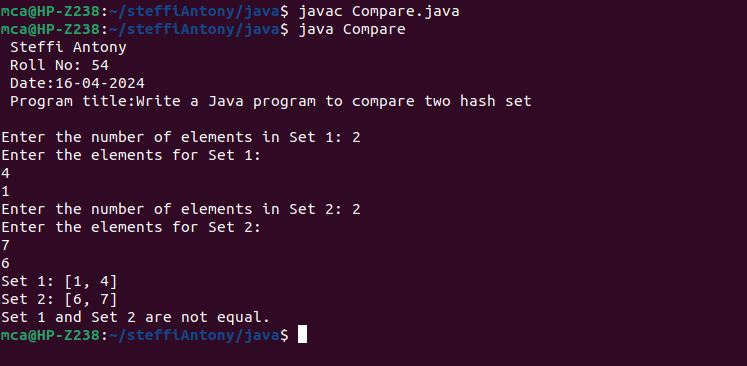 mca@HP-Z238:~/steffiAntony/java$ javac Compare.java
mca@HP-Z238:~/steffiAntony/java$ java Compare
Steffi Antony
Roll No: 54
Date:16-04-2024
Program title:Write a Java program to compare two hash set
Enter the number of elements in Set 1: 2
Enter the elements for Set 1:
4
1
Enter the number of elements in Set 2: 2
Enter the elements for Set 2:
7
6
Set 1: [1, 4]
Set 2: [6, 7]
Set 1 and Set 2 are not equal.
mca@HP-Z238:~/steffiAntony/java$